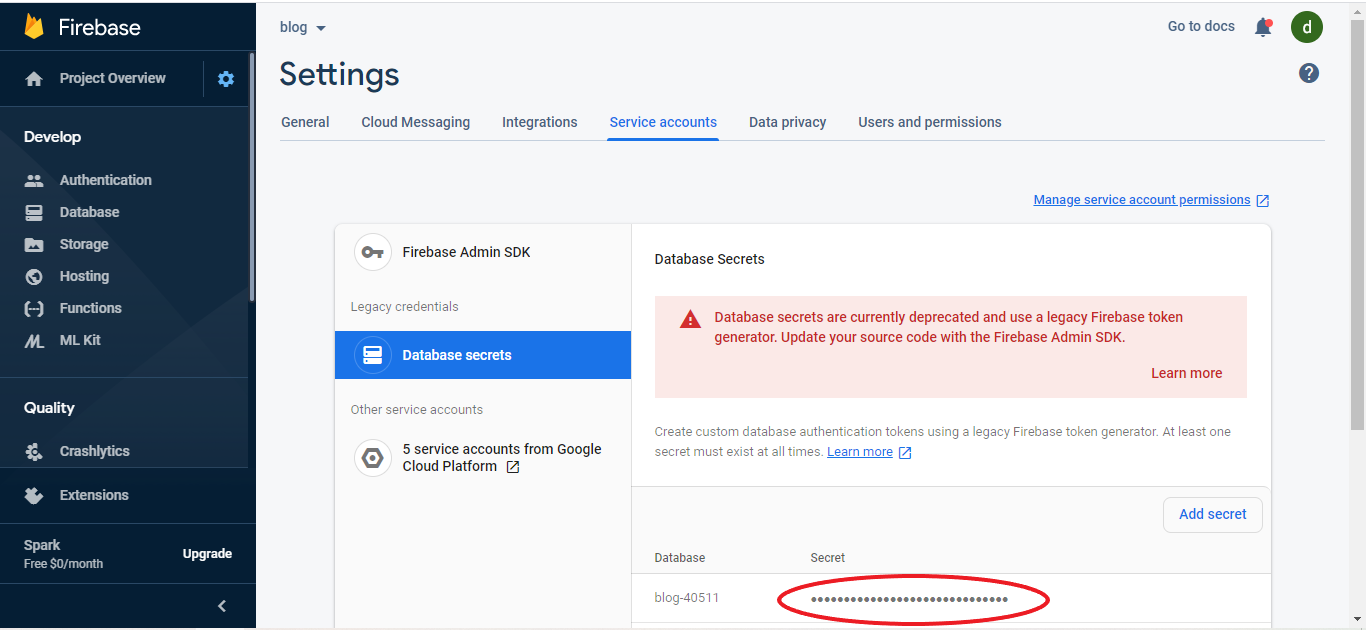 Firebase
Project Overview
Develop
Authentication
Database
Storage
Hosting
Functions
ML Kit
Quality
Crashlytics
Extensions
Spark
Free $0/month
Upgrade
blog
Go to docs
d
Settings
?
General Cloud Messaging Integrations Service accounts Data privacy Users and permissions
Manage service account permissions
Firebase Admin SDK
Legacy credentials
Database secrets
Other service accounts
5 service accounts from Google
Cloud Platform
Database Secrets
Database secrets are currently deprecated and use a legacy Firebase token
generator. Update your source code with the Firebase Admin SDK.
Learn more
Create custom database authentication tokens using a legacy Firebase token generator. At least one
secret must exist at all times. Learn more
Add secret
Database Secret
blog-40511 ••••••••••••••••••••••••••••••